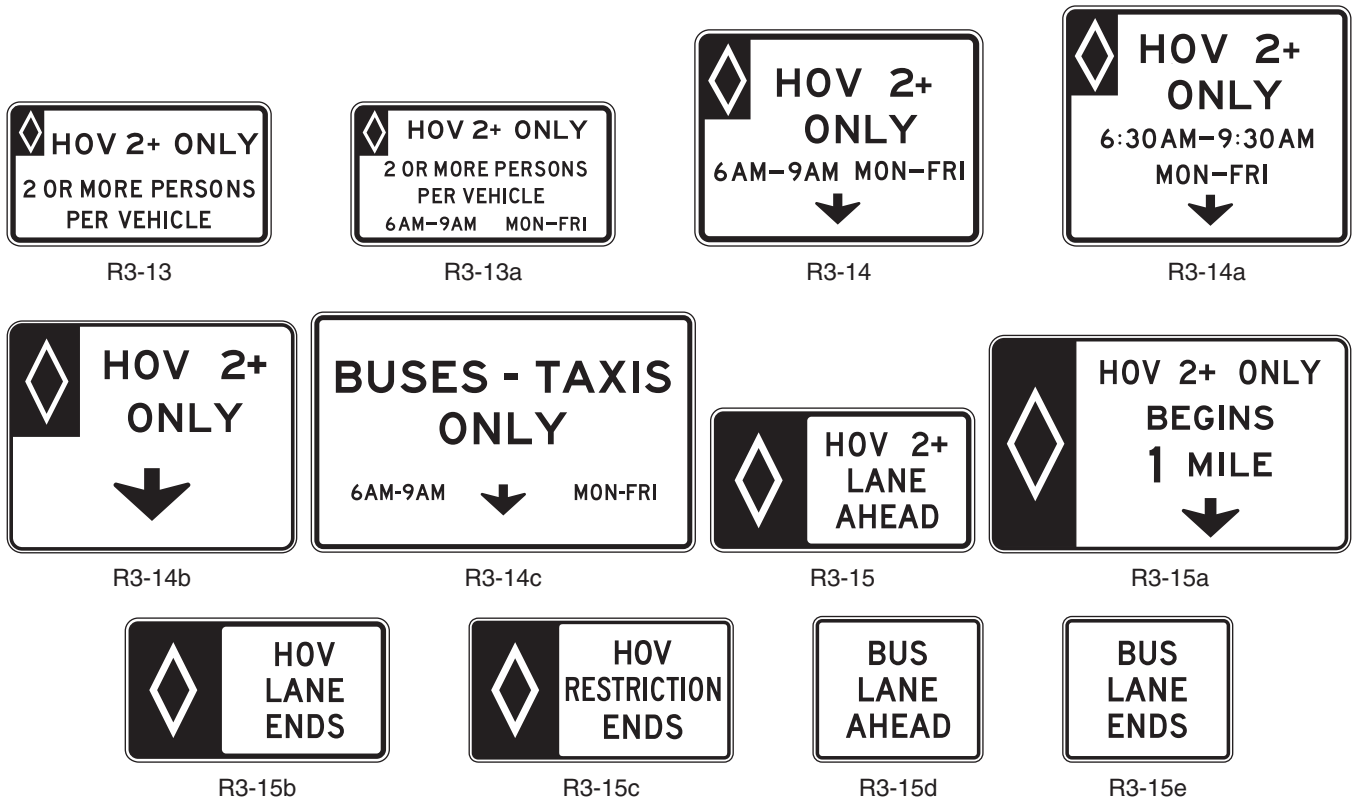 HOV 2+ ONLY
2 OR MORE PERSONS
PER VEHICLE
R3-13
HOV 2+ ONLY
2 OR MORE PERSONS
PER VEHICLE
6AM–9AM MON–FRI
R3-13a
HOV 2+
ONLY
6AM–9AM MON–FRI
R3-14
HOV 2+
ONLY
6:30AM–9:30AM
MON–FRI
R3-14a
HOV 2+
ONLY
R3-14b
BUSES - TAXIS
ONLY
6AM-9AM MON-FRI
R3-14c
HOV 2+
LANE
AHEAD
R3-15
HOV 2+ ONLY
BEGINS
1 MILE
R3-15a
HOV
LANE
ENDS
R3-15b
HOV
RESTRICTION
ENDS
R3-15c
BUS
LANE
AHEAD
R3-15d
BUS
LANE
ENDS
R3-15e